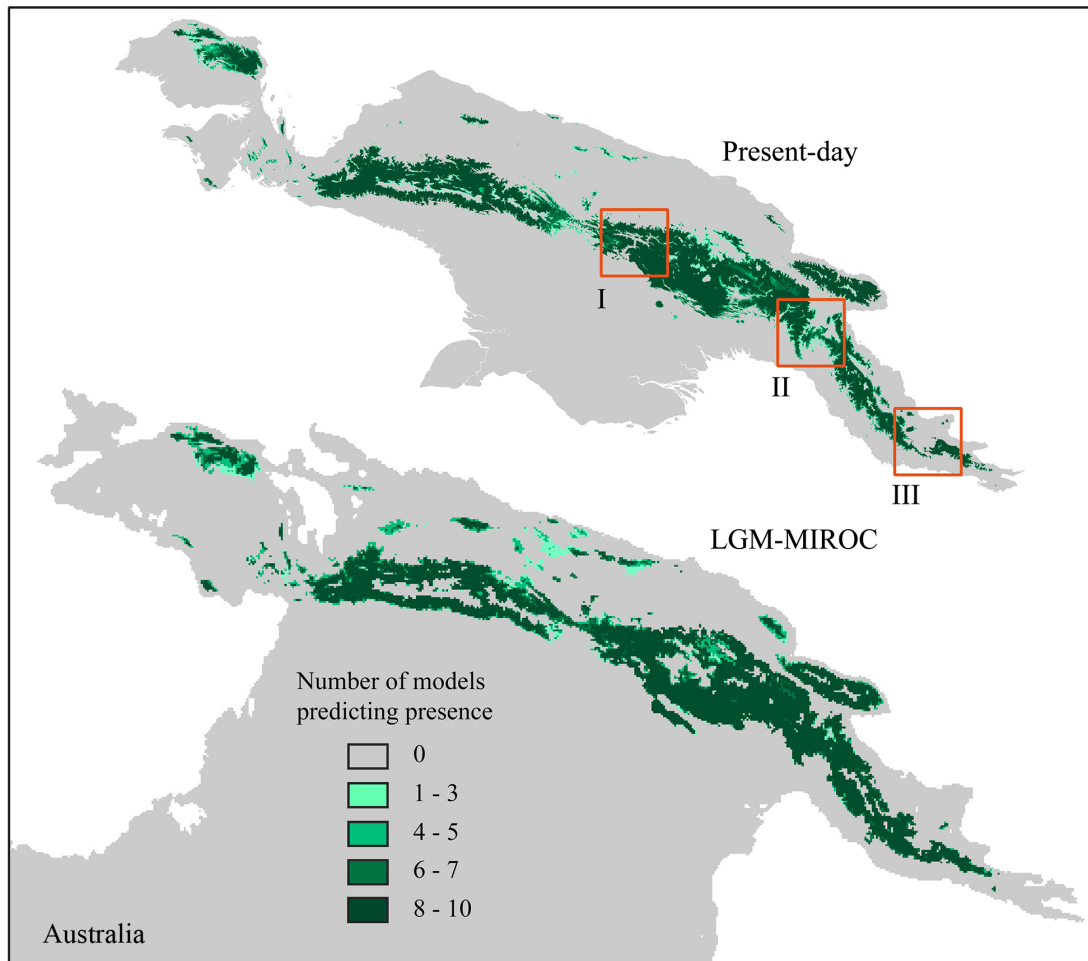 Present-day
I
II
III
LGM-MIROC
Number of models
predicting presence
0
1 - 3
4 - 5
6 - 7
8 - 10
Australia